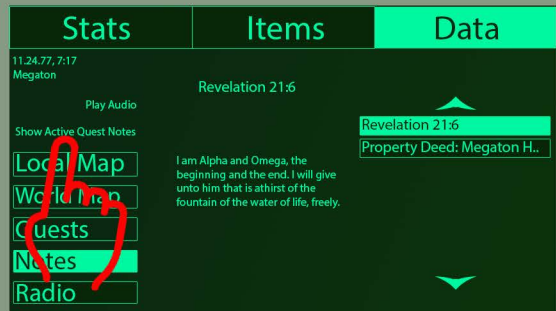 Stats
Items
Data
11.24.77, 7:17
Megaton
Play Audio
Show Active Quest Notes
Local Map
World Map
Quests
Notes
Radio
Revelation 21:6
I am Alpha and Omega, the
beginning and the end. I will give
unto him that is athirst of the
fountain of the water of life, freely.
Revelation 21:6
Property Deed: Megaton H..